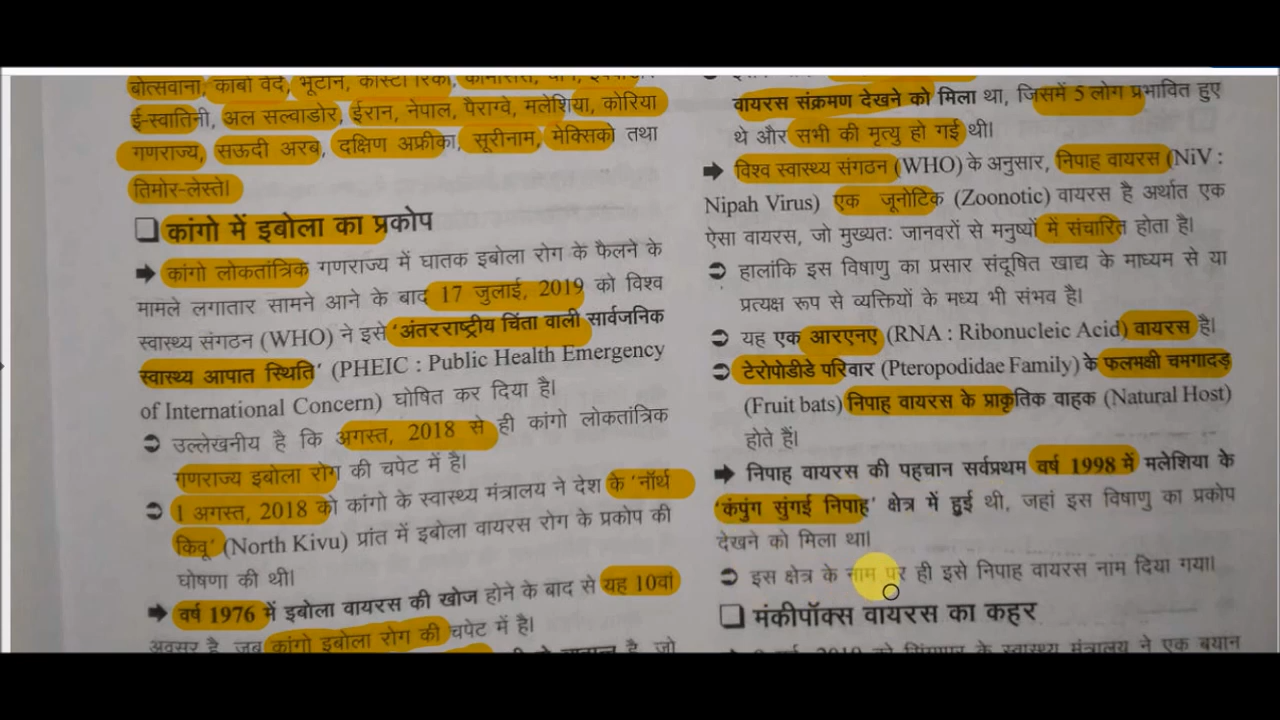 बोत्सवाना, काबो वर्द, भूटान, कोस्टा रिका,
ई-स्वातिनी, अल सल्वाडोर, ईरान, नेपाल, पैराग्वे, मलेशिया, कोरिया
गणराज्य, सऊदी अरब, दक्षिण अफ्रीका, सूरीनाम, मेक्सिको तथा
तिमोर-लेस्ते।
❑ कांगो में इबोला का प्रकोप
➡ कांगो लोकतांत्रिक गणराज्य में घातक इबोला रोग के फैलने के
मामले लगातार सामने आने के बाद 17 जुलाई, 2019 को विश्व
स्वास्थ्य संगठन (WHO) ने इसे 'अंतरराष्ट्रीय चिंता वाली सार्वजनिक
स्वास्थ्य आपात स्थिति' (PHEIC : Public Health Emergency
of International Concern) घोषित कर दिया है।
➲ उल्लेखनीय है कि अगस्त, 2018 से ही कांगो लोकतांत्रिक
गणराज्य इबोला रोग की चपेट में है।
➲ 1 अगस्त, 2018 को कांगो के स्वास्थ्य मंत्रालय ने देश के 'नॉर्थ
किवू' (North Kivu) प्रांत में इबोला वायरस रोग के प्रकोप की
घोषणा की थी।
➡ वर्ष 1976 में इबोला वायरस की खोज होने के बाद से यह 10वां
अवसर है, जब कांगो इबोला रोग की चपेट में है।
वायरस संक्रमण देखने को मिला था, जिसमें 5 लोग प्रभावित हुए
थे और सभी की मृत्यु हो गई थी।
➡ विश्व स्वास्थ्य संगठन (WHO) के अनुसार, निपाह वायरस (NiV :
Nipah Virus) एक जूनोटिक (Zoonotic) वायरस है अर्थात एक
ऐसा वायरस, जो मुख्यतः जानवरों से मनुष्यों में संचारित होता है।
➲ हालांकि इस विषाणु का प्रसार संदूषित खाद्य के माध्यम से या
प्रत्यक्ष रूप से व्यक्तियों के मध्य भी संभव है।
➲ यह एक आरएनए (RNA : Ribonucleic Acid) वायरस है।
➲ टेरोपोडीडे परिवार (Pteropodidae Family) के फलभक्षी चमगादड़
(Fruit bats) निपाह वायरस के प्राकृतिक वाहक (Natural Host)
होते हैं।
➡ निपाह वायरस की पहचान सर्वप्रथम वर्ष 1998 में मलेशिया के
'कंपुंग सुंगई निपाह' क्षेत्र में हुई थी, जहां इस विषाणु का प्रकोप
देखने को मिला था।
➲ इस क्षेत्र के नाम पर ही इसे निपाह वायरस नाम दिया गया।
❑ मंकीपॉक्स वायरस का कहर
2019 को सिंगापुर के स्वास्थ्य मंत्रालय ने एक बयान